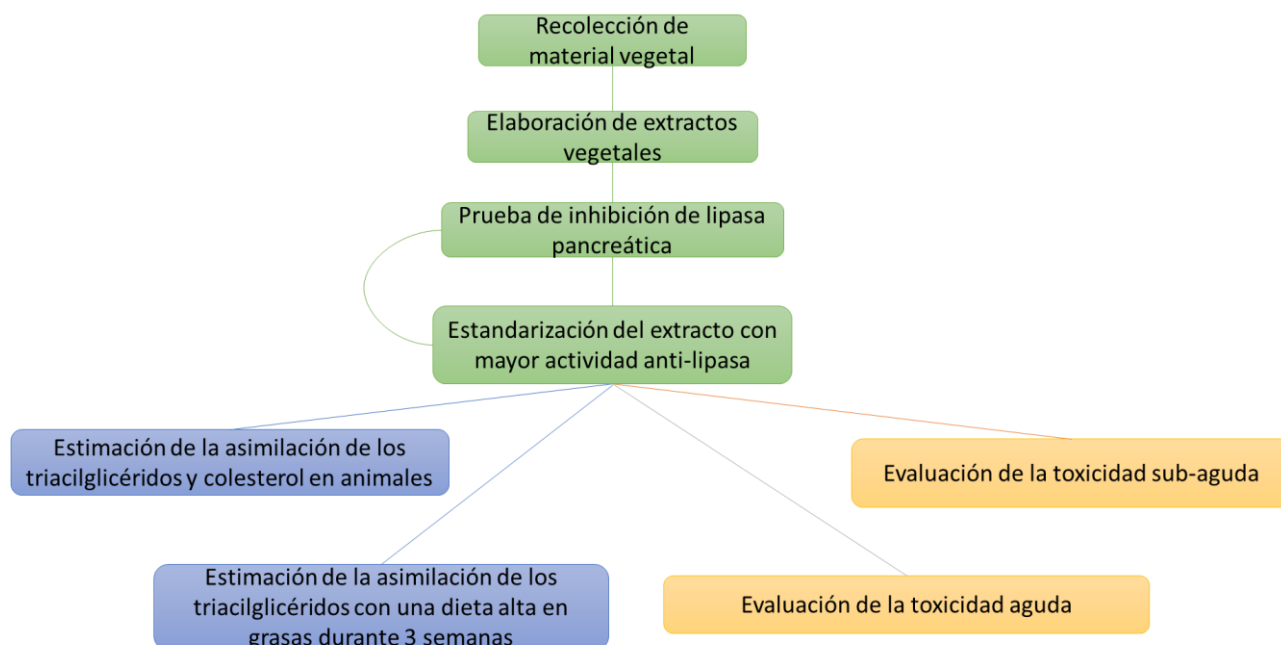 Recolección de
material vegetal
Elaboración de extractos
vegetales
Prueba de inhibición de lipasa
pancreática
Estandarización del extracto con
mayor actividad anti-lipasa
Estimación de la asimilación de los
triacilglicéridos y colesterol en animales
Evaluación de la toxicidad sub-aguda
Estimación de la asimilación de los
triacilglicéridos con una dieta alta en
grasas durante 3 semanas
Evaluación de la toxicidad aguda